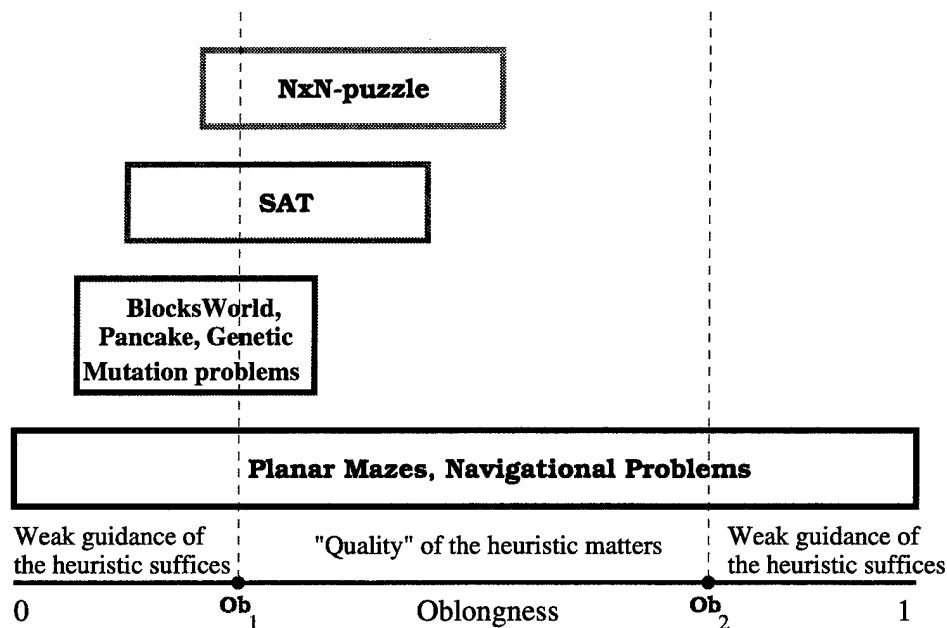 NxN-puzzle
SAT
BlocksWorld,
Pancake, Genetic
Mutation problems
Planar Mazes, Navigational Problems
Weak guidance of
the heuristic suffices
"Quality" of the heuristic matters
Weak guidance of
the heuristic suffices
0
Ob1
Oblongness
Ob2
1